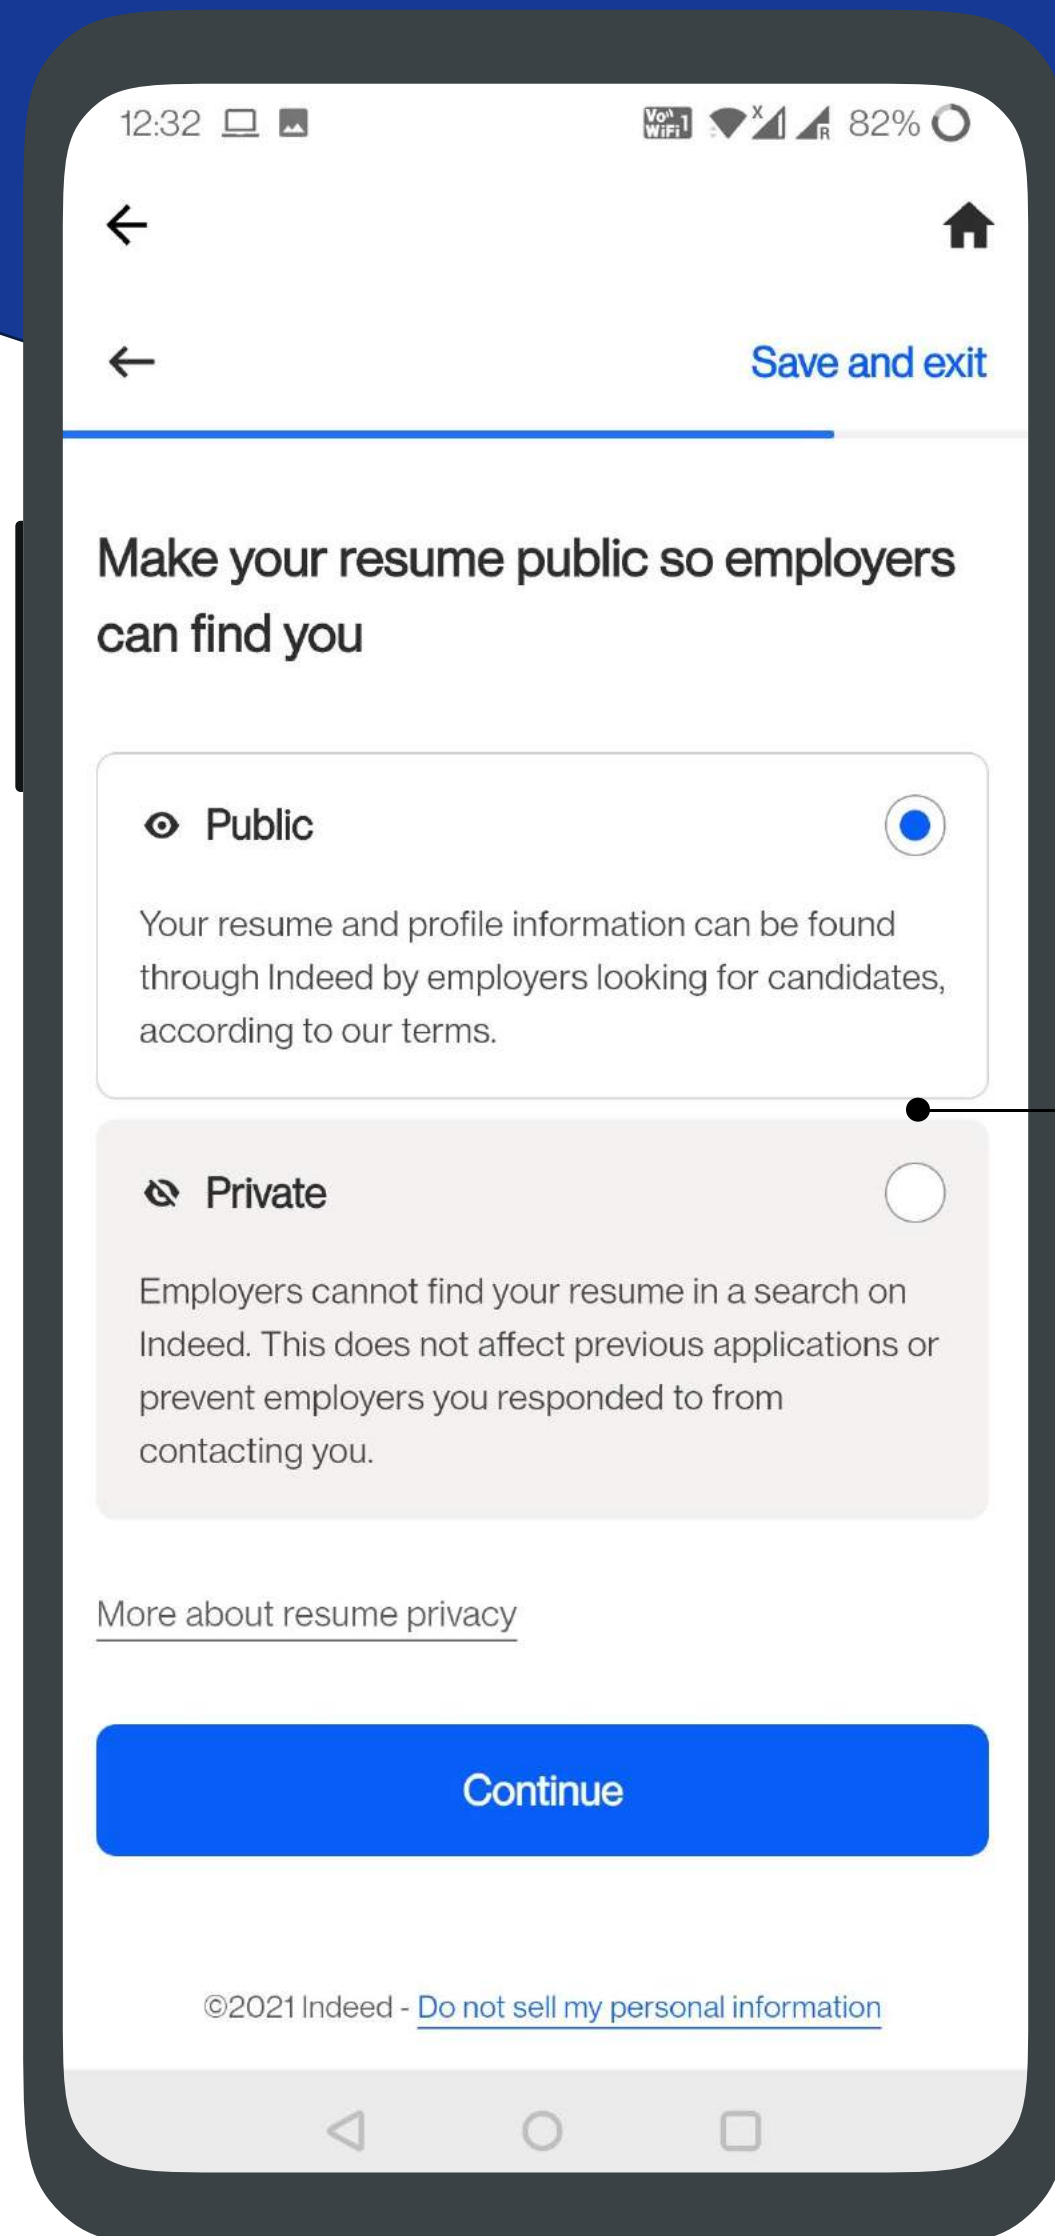 12:32
Vo)) WiFi 1 X R 82%
Save and exit
Make your resume public so employers
can find you
Public
Your resume and profile information can be found
through Indeed by employers looking for candidates,
according to our terms.
Private
Employers cannot find your resume in a search on
Indeed. This does not affect previous applications or
prevent employers you responded to from
contacting you.
More about resume privacy
Continue
©2021 Indeed - Do not sell my personal information